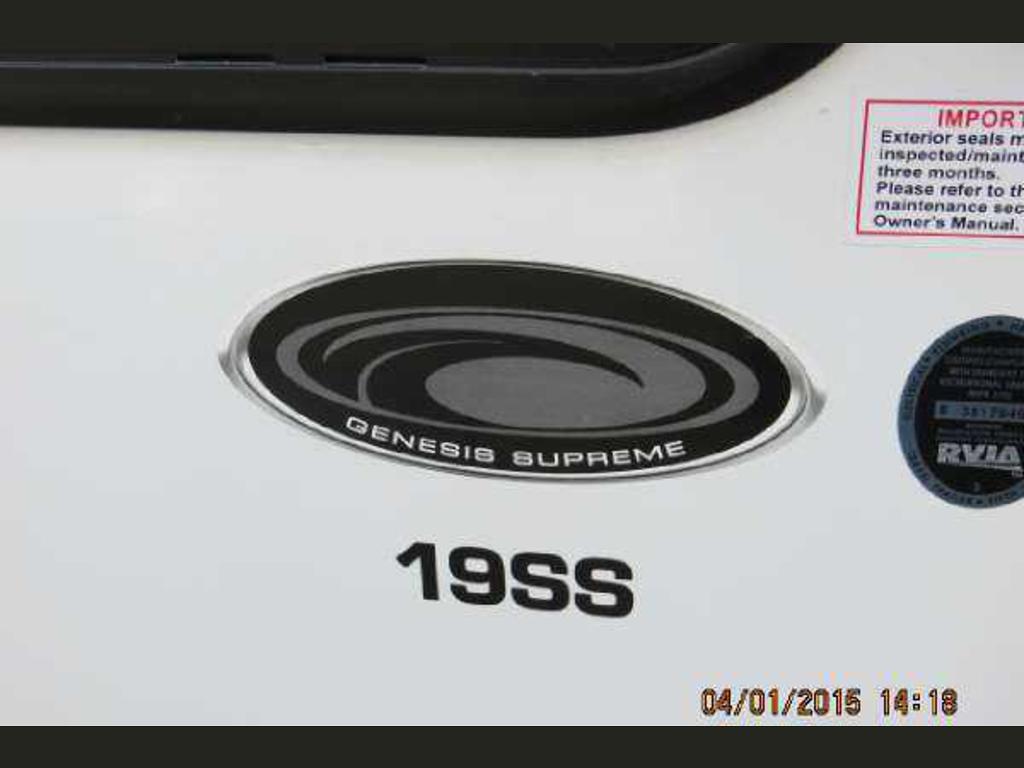 IMPORT
Exterior seals m
inspected/maint
three months.
Please refer to th
maintenance sec
Owner's Manual.
GENESIS SUPREME
RVIA
19SS
04/01/2015 14:18